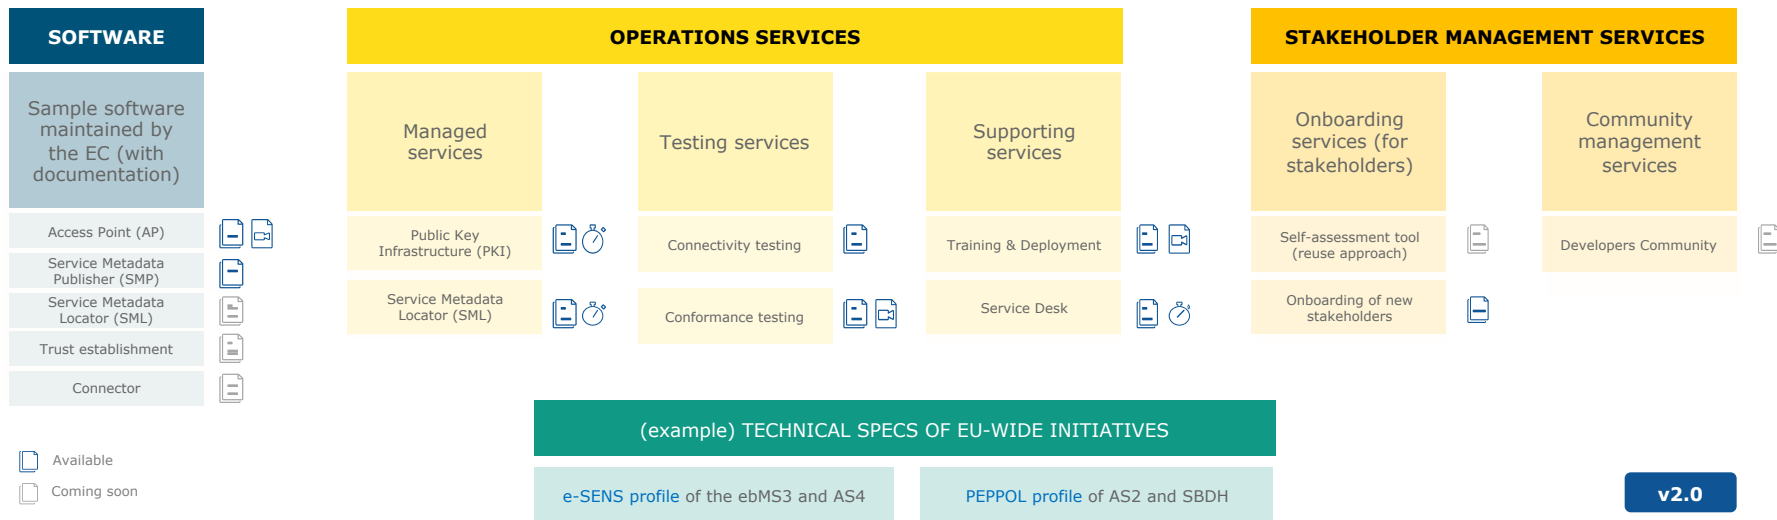 SOFTWARE
OPERATIONS SERVICES
STAKEHOLDER MANAGEMENT SERVICES
Sample software
maintained by
the EC (with
documentation)
Managed
services
Testing services
Supporting
services
Onboarding
services (for
stakeholders)
Community
management
services
Access Point (AP)
Service Metadata
Publisher (SMP)
Service Metadata
Locator (SML)
Trust establishment
Connector
Public Key
Infrastructure (PKI)
Service Metadata
Locator (SML)
Connectivity testing
Conformance testing
Training & Deployment
Service Desk
Self-assessment tool
(reuse approach)
Onboarding of new
stakeholders
Developers Community
(example) TECHNICAL SPECS OF EU-WIDE INITIATIVES
e-SENS profile of the ebMS3 and AS4
PEPPOL profile of AS2 and SBDH
Available
Coming soon
v2.0